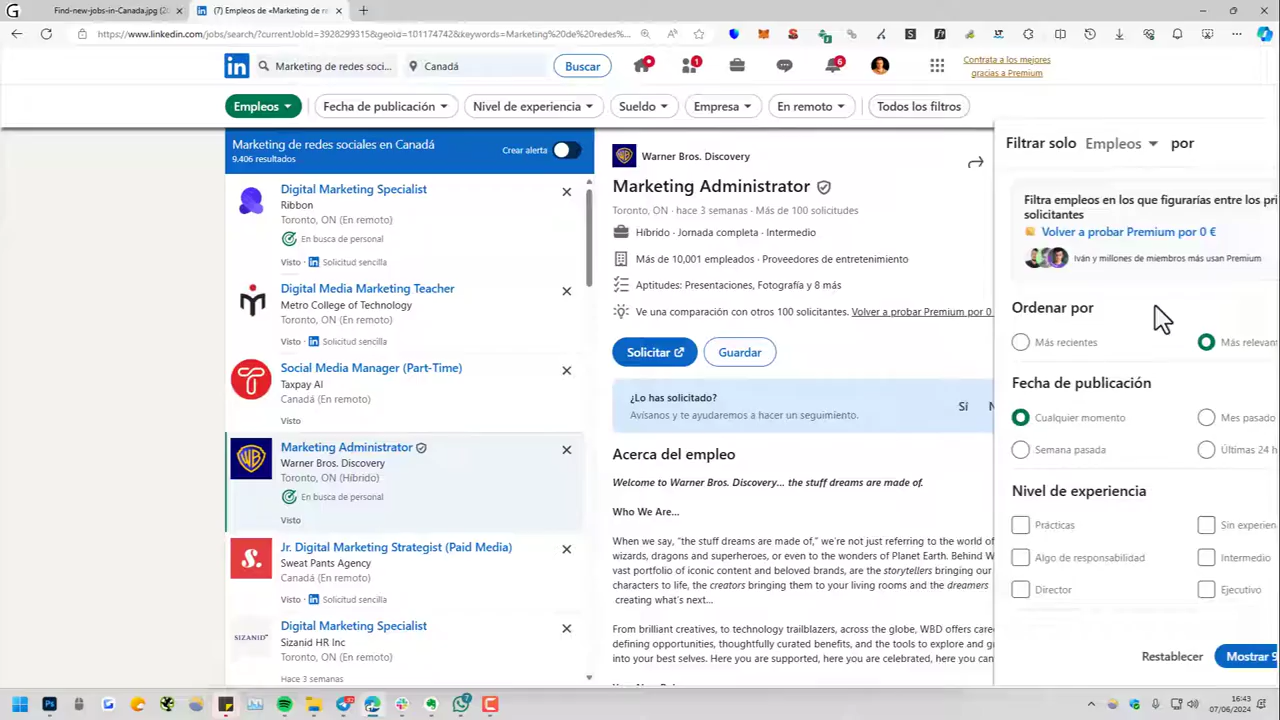 Find-new-jobs-in-Canada.jpg (2
(7) Empleos de «Marketing de re
https://www.linkedin.com/jobs/search/?currentJobId=3928299315&geoId=101174742&keywords=Marketing%20de%20redes%...
Marketing de redes soci...
Canadá
Buscar
1
6
Contrata a los mejores
gracias a Premium
Empleos
Fecha de publicación
Nivel de experiencia
Sueldo
Empresa
En remoto
Todos los filtros
Marketing de redes sociales en Canadá
9.406 resultados
Crear alerta
Digital Marketing Specialist
Ribbon
Toronto, ON (En remoto)
En busca de personal
Visto · Solicitud sencilla
Digital Media Marketing Teacher
Metro College of Technology
Toronto, ON (En remoto)
Visto · Solicitud sencilla
Social Media Manager (Part-Time)
Taxpay AI
Canadá (En remoto)
Visto
Marketing Administrator
Warner Bros. Discovery
Toronto, ON (Híbrido)
En busca de personal
Visto
Jr. Digital Marketing Strategist (Paid Media)
Sweat Pants Agency
Canadá (En remoto)
Visto · Solicitud sencilla
SIZANID
Digital Marketing Specialist
Sizanid HR Inc
Toronto, ON (En remoto)
Hace 3 semanas
Warner Bros. Discovery
Marketing Administrator
Toronto, ON · hace 3 semanas · Más de 100 solicitudes
Híbrido · Jornada completa · Intermedio
Más de 10,001 empleados · Proveedores de entretenimiento
Aptitudes: Presentaciones, Fotografía y 8 más
Ve una comparación con otros 100 solicitantes. Volver a probar Premium por 0
Solicitar
Guardar
¿Lo has solicitado?
Avísanos y te ayudaremos a hacer un seguimiento.
Sí
N
Acerca del empleo
Welcome to Warner Bros. Discovery... the stuff dreams are made of.
Who We Are...
When we say, "the stuff dreams are made of," we're not just referring to the world of
wizards, dragons and superheroes, or even to the wonders of Planet Earth. Behind W
vast portfolio of iconic content and beloved brands, are the storytellers bringing our
characters to life, the creators bringing them to your living rooms and the dreamers
creating what's next...
From brilliant creatives, to technology trailblazers, across the globe, WBD offers care
defining opportunities, thoughtfully curated benefits, and the tools to explore and gr
into your best selves. Here you are supported, here you are celebrated, here you can
Filtrar solo Empleos por
Filtra empleos en los que figurarías entre los pri
solicitantes
Volver a probar Premium por 0 €
Iván y millones de miembros más usan Premium
Ordenar por
Más recientes
Más relevan
Fecha de publicación
Cualquier momento
Mes pasado
Semana pasada
Últimas 24 h
Nivel de experiencia
Prácticas
Sin experien
Algo de responsabilidad
Intermedio
Director
Ejecutivo
Restablecer
Mostrar 9
16:43
07/06/2024